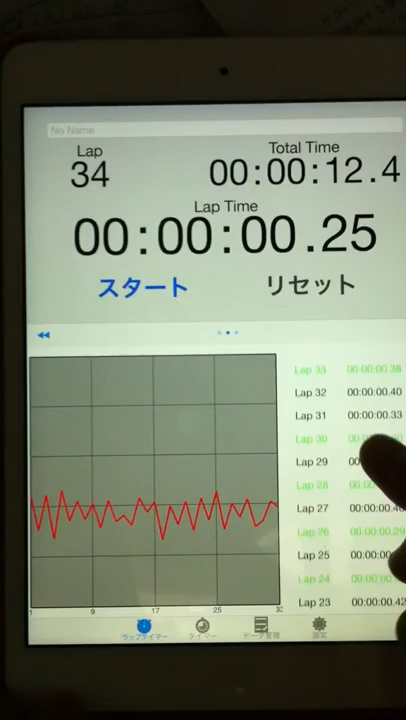 No Name
Lap
Total Time
34
00:00:12.4
Lap Time
00:00:00.25
スタート
リセット
Lap 33 00:00:00.38
Lap 32 00:00:00.40
Lap 31 00:00:00.33
Lap 30
Lap 29
Lap 28
Lap 27
Lap 26 00:00:00.29
Lap 25
Lap 24
Lap 23 00:00:00.42
1 9 17 25
ラップタイマー タイマー データ管理 設定